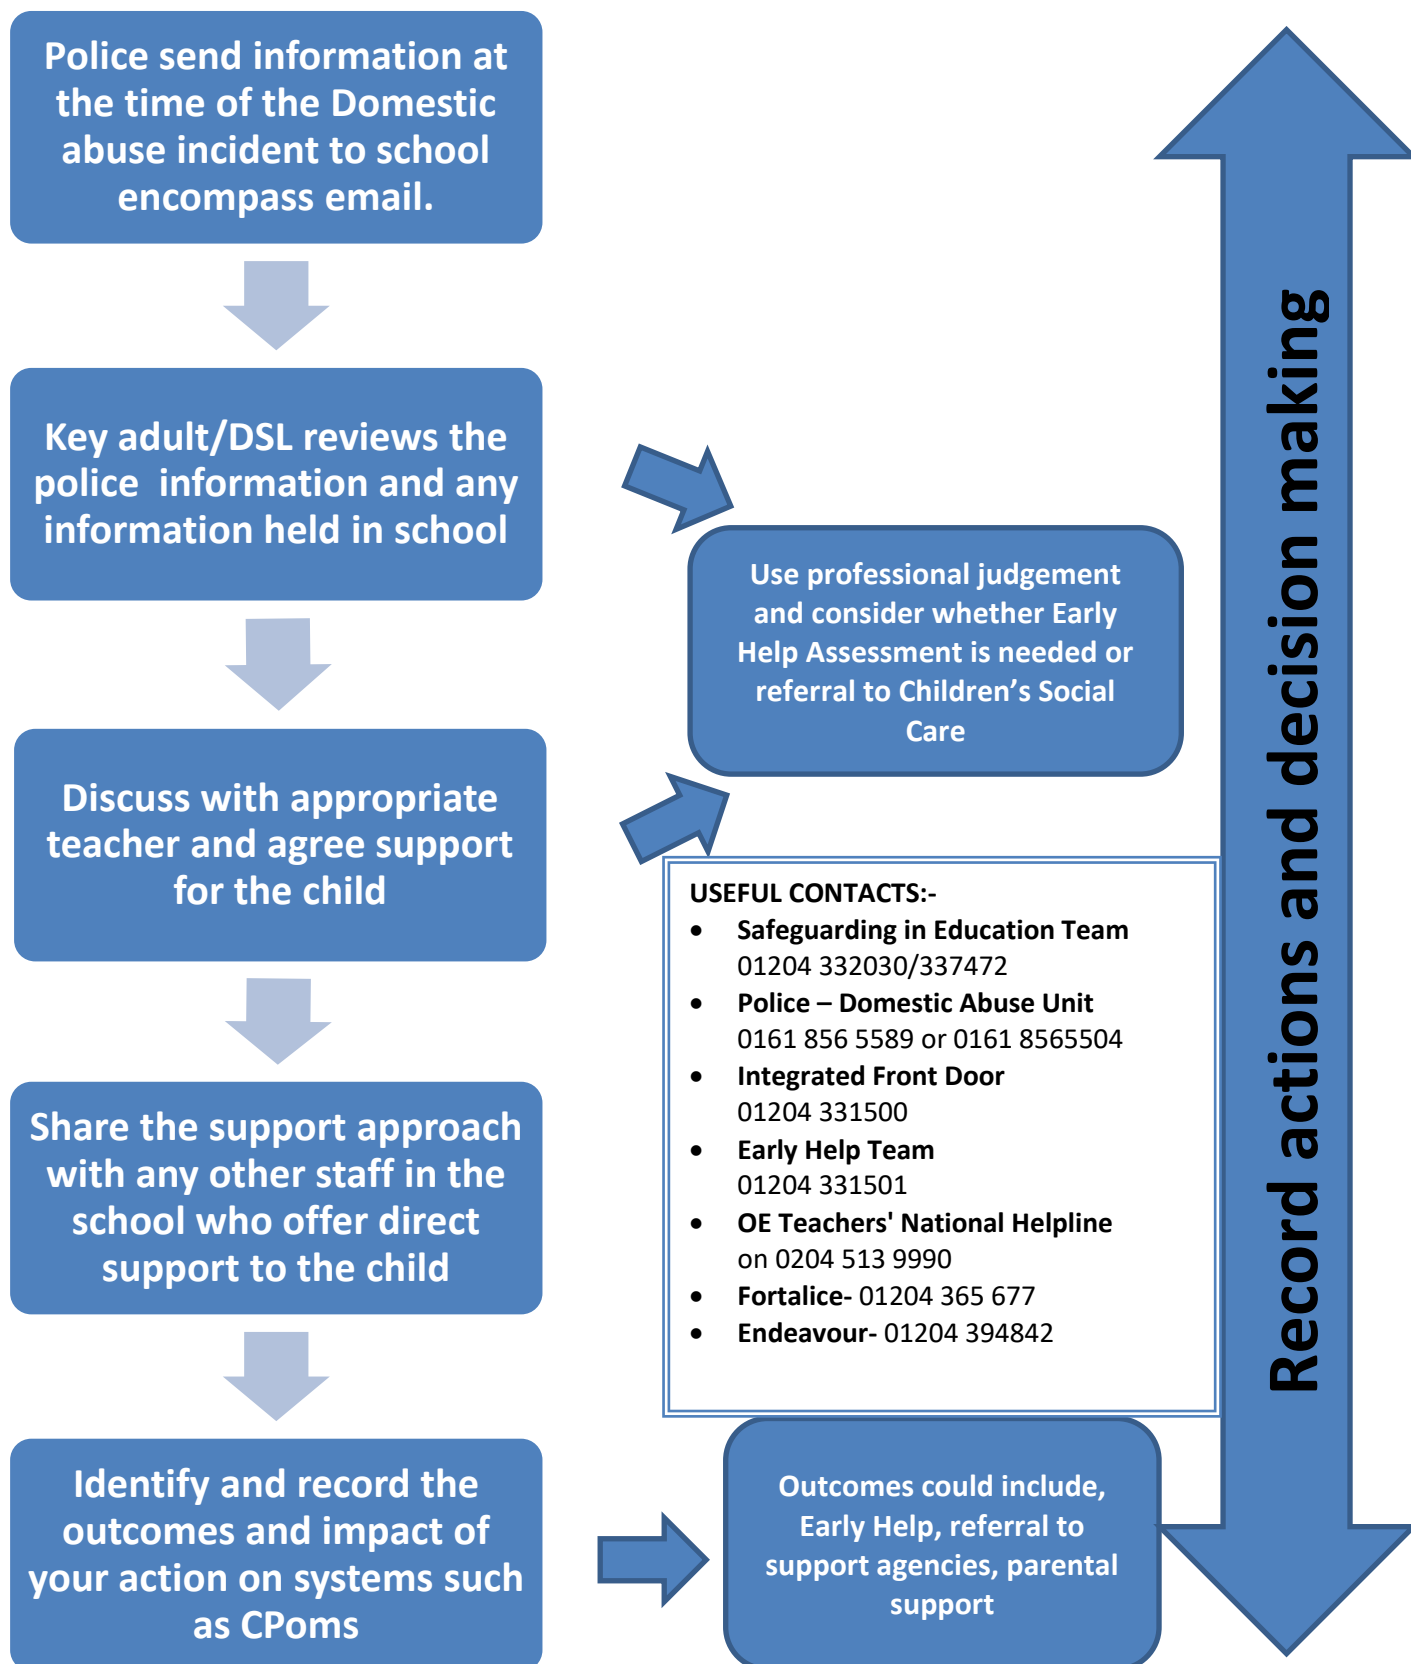 Police send information at
the time of the Domestic
abuse incident to school
encompass email.
Key adult/DSL reviews the
police  information and any
information held in school
Use professional judgement
and consider whether Early
Help Assessment is needed or
referral to Children’s Social
Care
Discuss with appropriate
teacher and agree support
for the child
USEFUL CONTACTS:-
• Safeguarding in Education Team
01204 332030/337472
• Police – Domestic Abuse Unit
0161 856 5589 or 0161 8565504
• Integrated Front Door
01204 331500
• Early Help Team
01204 331501
• OE Teachers' National Helpline
on 0204 513 9990
• Fortalice- 01204 365 677
• Endeavour- 01204 394842
Share the support approach
with any other staff in the
school who offer direct
support to the child
Identify and record the
outcomes and impact of
your action on systems such
as CPoms
Outcomes could include,
Early Help, referral to
support agencies, parental
support
Record actions and decision making